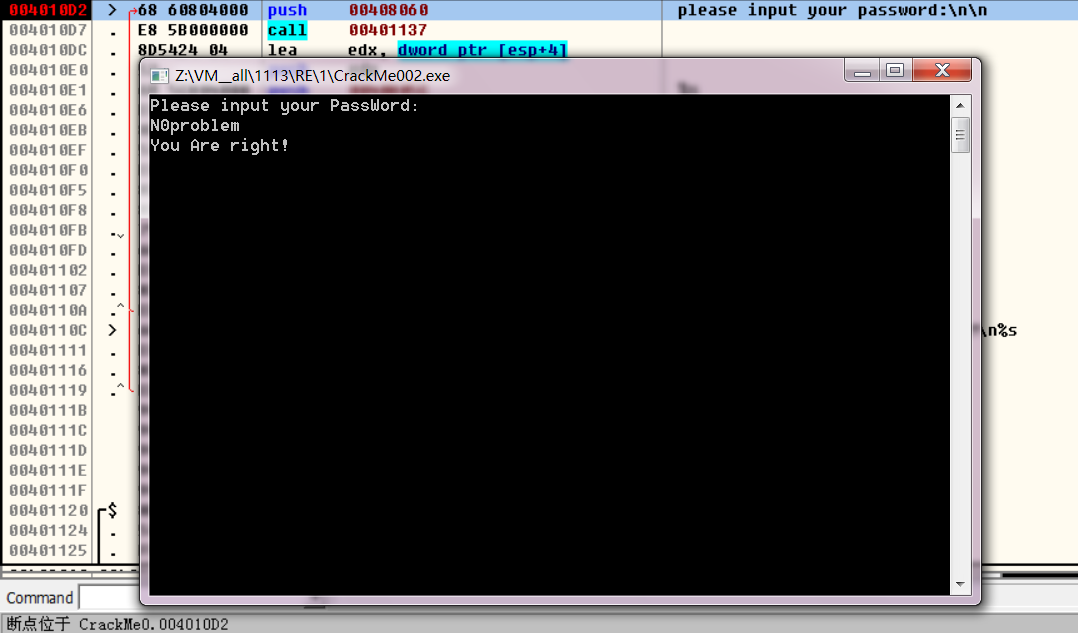 004010D2 > 68 60804000 push 00408060 please input your password:\n\n
004010D7 . E8 5B000000 call 00401137
004010DC . 8D5424 04 lea edx, dword ptr [esp+4]
004010E0 .
004010E1 .
004010E6 .
004010EB .
004010EF .
004010F0 .
004010F5 .
004010F8 .
004010FB .
004010FD .
00401102 .
00401107 .
0040110A .
0040110C > \n%s
00401111 .
00401116 .
00401119 .
0040111B
0040111C
0040111D
0040111E
0040111F
00401120 $
00401124 .
00401125 .
Z:\VM__all\1113\RE\1\CrackMe002.exe
Please input your PassWord:
N0problem
You Are right!
Command
断点位于 CrackMe0.004010D2